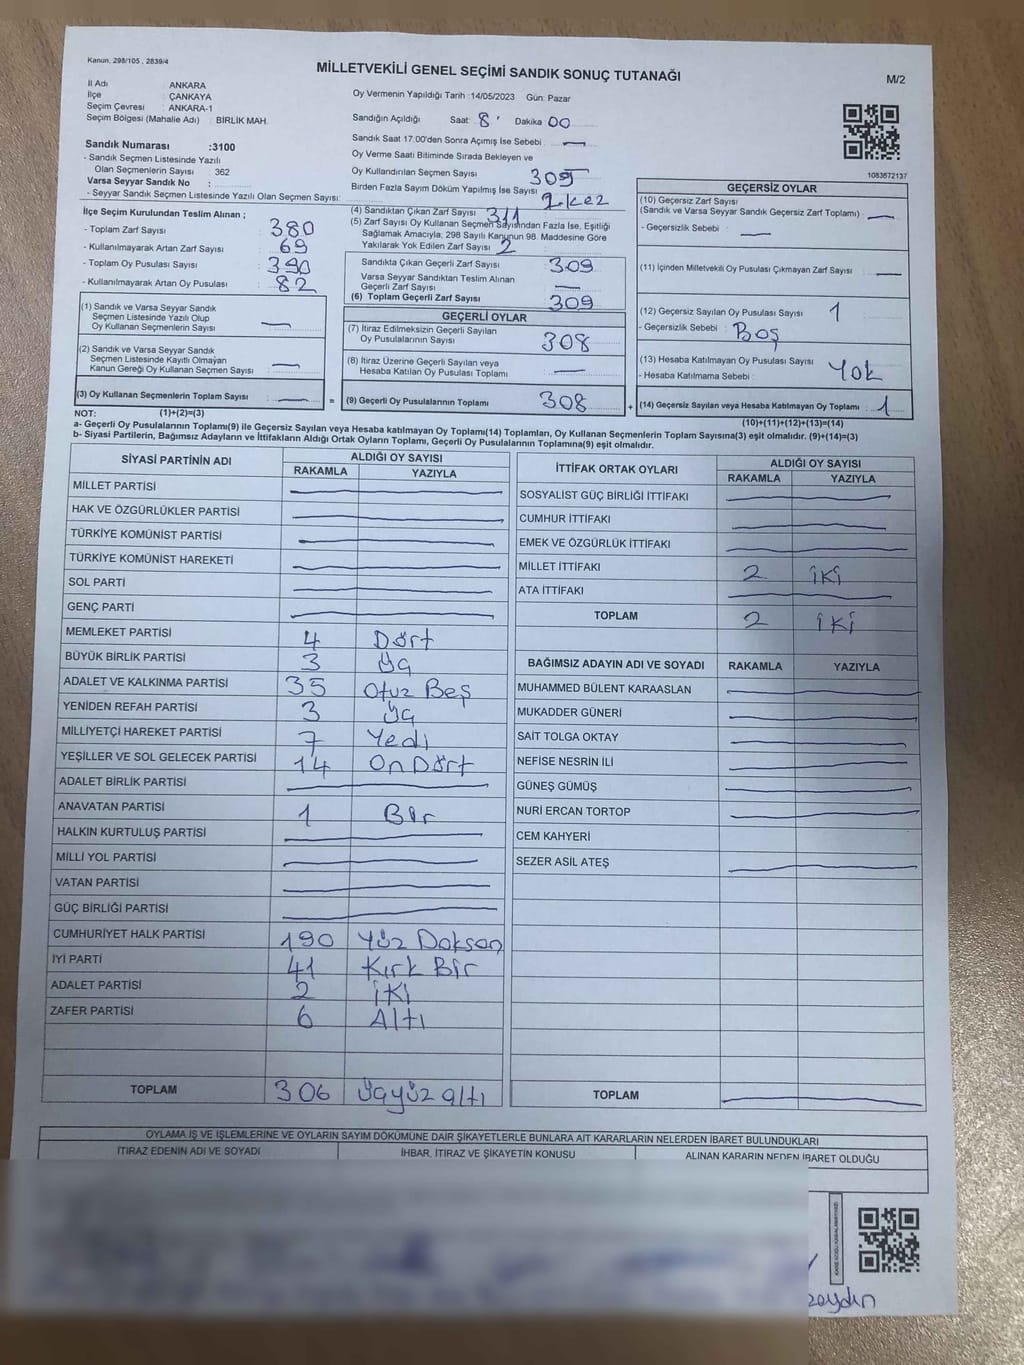 Kanun, 298/105 , 2839/4
MİLLETVEKİLİ GENEL SEÇİMİ SANDIK SONUÇ TUTANAĞI
M/2
İl Adı : ANKARA
İlçe : ÇANKAYA
Seçim Çevresi : ANKARA-1
Seçim Bölgesi (Mahalle Adı) : BİRLİK MAH.
Sandık Numarası :3100
- Sandık Seçmen Listesinde Yazılı
Olan Seçmenlerin Sayısı 362
Varsa Seyyar Sandık No :
- Seyyar Sandık Seçmen Listesinde Yazılı Olan Seçmen Sayısı:
Oy Vermenin Yapıldığı Tarih :14/05/2023 Gün: Pazar
Sandığın Açıldığı Saat: 8 Dakika 00
Sandık Saat 17.00'den Sonra Açımış İse Sebebi :
Oy Verme Saati Bitiminde Sırada Bekleyen ve
Oy Kullandırılan Seçmen Sayısı 309
Birden Fazla Sayım Döküm Yapılmış İse Sayısı 2 kez
1083672137
İlçe Seçim Kurulundan Teslim Alınan ;
- Toplam Zarf Sayısı : 380
- Kullanılmayarak Artan Zarf Sayısı : 69
- Toplam Oy Pusulası Sayısı : 390
- Kullanılmayarak Artan Oy Pusulası : 82
(1) Sandık ve Varsa Seyyar Sandık
Seçmen Listesinde Yazılı Olup
Oy Kullanan Seçmenlerin Sayısı
(2) Sandık ve Varsa Seyyar Sandık
Seçmen Listesinde Kayıtlı Olmayan
Kanun Gereği Oy Kullanan Seçmen Sayısı
(3) Oy Kullanan Seçmenlerin Toplam Sayısı =
(4) Sandıktan Çıkan Zarf Sayısı 311
(5) Zarf Sayısı Oy Kullanan Seçmen Sayısından Fazla İse, Eşitliği
Sağlamak Amacıyla, 298 Sayılı Kanunun 98. Maddesine Göre
Yakılarak Yok Edilen Zarf Sayısı 2
Sandıkta Çıkan Geçerli Zarf Sayısı 309
Varsa Seyyar Sandıktan Teslim Alınan
Geçerli Zarf Sayısı :
(6) Toplam Geçerli Zarf Sayısı 309
GEÇERLİ OYLAR
(7) İtiraz Edilmeksizin Geçerli Sayılan
Oy Pusulalarının Sayısı 308
(8) İtiraz Üzerine Geçerli Sayılan veya
Hesaba Katılan Oy Pusulası Toplamı
(9) Geçerli Oy Pusulalarının Toplamı 308 +
GEÇERSİZ OYLAR
(10) Geçersiz Zarf Sayısı
(Sandık ve Varsa Seyyar Sandık Geçersiz Zarf Toplamı) :
- Geçersizlik Sebebi :
(11) İçinden Milletvekili Oy Pusulası Çıkmayan Zarf Sayısı :
(12) Geçersiz Sayılan Oy Pusulası Sayısı 1
- Geçersizlik Sebebi : Boş
(13) Hesaba Katılmayan Oy Pusulası Sayısı Yok
- Hesaba Katılmama Sebebi :
(14) Geçersiz Sayılan veya Hesaba Katılmayan Oy Toplamı : 1
NOT: (1)+(2)=(3) (10)+(11)+(12)+(13)=(14)
a- Geçerli Oy Pusulalarının Toplamı(9) ile Geçersiz Sayılan veya Hesaba katılmayan Oy Toplamı(14) Toplamları, Oy Kullanan Seçmenlerin Toplam Sayısına(3) eşit olmalıdır. (9)+(14)=(3)
b- Siyasi Partilerin, Bağımsız Adayların ve İttifakların Aldığı Ortak Oyların Toplamı, Geçerli Oy Pusulalarının Toplamına(9) eşit olmalıdır.
SİYASİ PARTİNİN ADI ALDIĞI OY SAYISI
RAKAMLA YAZIYLA
MİLLET PARTİSİ
HAK VE ÖZGÜRLÜKLER PARTİSİ
TÜRKİYE KOMÜNİST PARTİSİ
TÜRKİYE KOMÜNİST HAREKETİ
SOL PARTİ
GENÇ PARTİ
MEMLEKET PARTİSİ 4 Dört
BÜYÜK BİRLİK PARTİSİ 3 Üç
ADALET VE KALKINMA PARTİSİ 35 Otuz Beş
YENİDEN REFAH PARTİSİ 3 Üç
MİLLİYETÇİ HAREKET PARTİSİ 7 Yedi
YEŞİLLER VE SOL GELECEK PARTİSİ 14 On Dört
ADALET BİRLİK PARTİSİ
ANAVATAN PARTİSİ 1 Bir
HALKIN KURTULUŞ PARTİSİ
MİLLİ YOL PARTİSİ
VATAN PARTİSİ
GÜÇ BİRLİĞİ PARTİSİ
CUMHURİYET HALK PARTİSİ 190 Yüz Doksan
İYİ PARTİ 41 Kırk Bir
ADALET PARTİSİ 2 İki
ZAFER PARTİSİ 6 Altı
TOPLAM 306 Üçyüz altı
İTTİFAK ORTAK OYLARI ALDIĞI OY SAYISI
RAKAMLA YAZIYLA
SOSYALİST GÜÇ BİRLİĞİ İTTİFAKI
CUMHUR İTTİFAKI
EMEK VE ÖZGÜRLÜK İTTİFAKI
MİLLET İTTİFAKI 2 iki
ATA İTTİFAKI
TOPLAM 2 iki
BAĞIMSIZ ADAYIN ADI VE SOYADI RAKAMLA YAZIYLA
MUHAMMED BÜLENT KARAASLAN
MUKADDER GÜNERİ
SAİT TOLGA OKTAY
NEFİSE NESRİN İLİ
GÜNEŞ GÜMÜŞ
NURİ ERCAN TORTOP
CEM KAHYERİ
SEZER ASİL ATEŞ
TOPLAM
OYLAMA İŞ VE İŞLEMLERİNE VE OYLARIN SAYIM DÖKÜMÜNE DAİR ŞİKAYETLERLE BUNLARA AİT KARARLARIN NELERDEN İBARET BULUNDUKLARI
İTİRAZ EDENİN ADI VE SOYADI İHBAR, İTİRAZ VE ŞİKAYETİN KONUSU ALINAN KARARIN NEDEN İBARET OLDUĞU